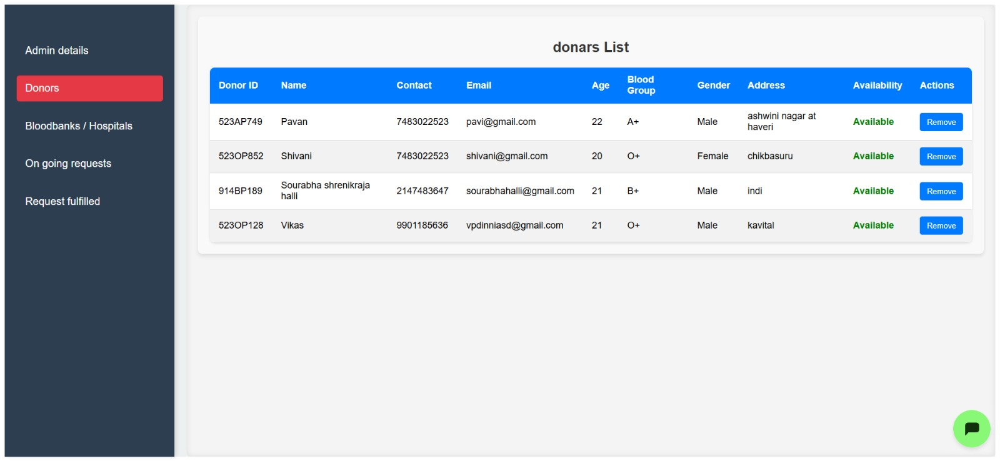 Admin details
Donors
Bloodbanks / Hospitals
On going requests
Request fulfilled
donars List
Donor ID Name Contact Email Age Blood Group Gender Address Availability Actions
523AP749 Pavan 7483022523 pavi@gmail.com 22 A+ Male ashwini nagar at haveri Available Remove
523OP852 Shivani 7483022523 shivani@gmail.com 20 O+ Female chikbasuru Available Remove
914BP189 Sourabha shrenikraja halli 2147483647 sourabhahalli@gmail.com 21 B+ Male indi Available Remove
523OP128 Vikas 9901185636 vpdinniasd@gmail.com 21 O+ Male kavital Available Remove